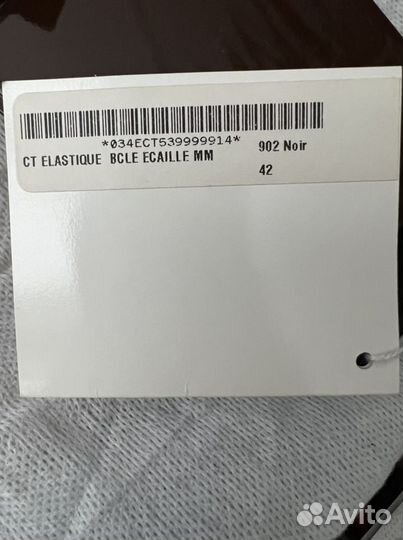 *034ECT539999914*
CT ELASTIQUE BCLE ECAILLE MM
902 Noir
42
Avito